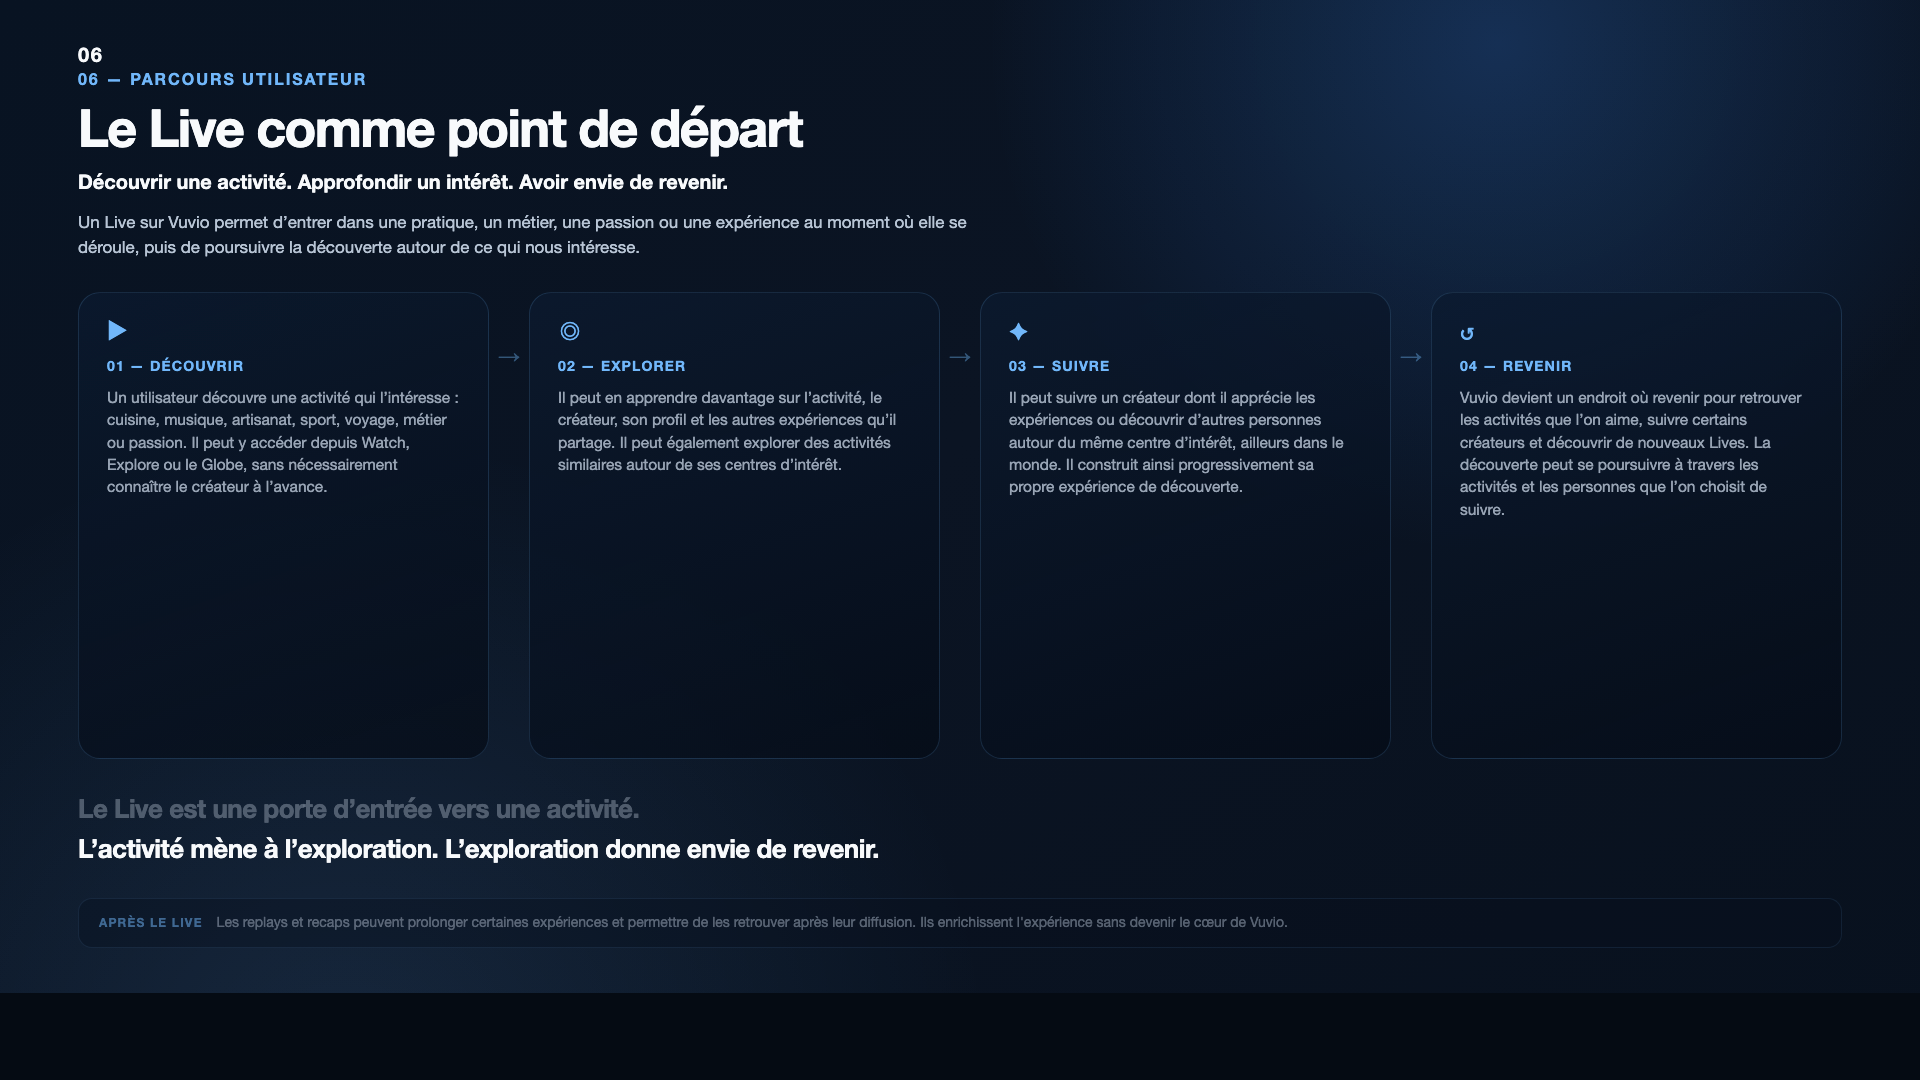 06
06 — PARCOURS UTILISATEUR
Le Live comme point de départ
Découvrir une activité. Approfondir un intérêt. Avoir envie de revenir.
Un Live sur Vuvio permet d’entrer dans une pratique, un métier, une passion ou une expérience au moment où elle se
déroule, puis de poursuivre la découverte autour de ce qui nous intéresse.
01 — DÉCOUVRIR
Un utilisateur découvre une activité qui l’intéresse :
cuisine, musique, artisanat, sport, voyage, métier
ou passion. Il peut y accéder depuis Watch,
Explore ou le Globe, sans nécessairement
connaître le créateur à l’avance.
→
02 — EXPLORER
Il peut en apprendre davantage sur l’activité, le
créateur, son profil et les autres expériences qu’il
partage. Il peut également explorer des activités
similaires autour de ses centres d’intérêt.
→
03 — SUIVRE
Il peut suivre un créateur dont il apprécie les
expériences ou découvrir d’autres personnes
autour du même centre d’intérêt, ailleurs dans le
monde. Il construit ainsi progressivement sa
propre expérience de découverte.
→
04 — REVENIR
Vuvio devient un endroit où revenir pour retrouver
les activités que l’on aime, suivre certains
créateurs et découvrir de nouveaux Lives. La
découverte peut se poursuivre à travers les
activités et les personnes que l’on choisit de
suivre.
Le Live est une porte d’entrée vers une activité.
L’activité mène à l’exploration. L’exploration donne envie de revenir.
APRÈS LE LIVE Les replays et recaps peuvent prolonger certaines expériences et permettre de les retrouver après leur diffusion. Ils enrichissent l’expérience sans devenir le cœur de Vuvio.